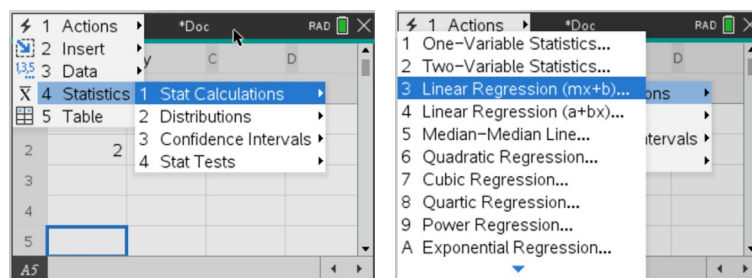 1 Actions
*Doc
RAD
2 Insert
1,3,5
3 Data
y
C
D
x̅ 4 Statistics
1 Stat Calculations
5 Table
2 Distributions
3 Confidence Intervals
4 Stat Tests
2
2
3
4
5
A5
1 Actions
*Doc
RAD
1 One-Variable Statistics...
2 Two-Variable Statistics...
D
3 Linear Regression (mx+b)...
ons
4 Linear Regression (a+bx)...
5 Median-Median Line...
tervals
6 Quadratic Regression...
7 Cubic Regression...
8 Quartic Regression...
9 Power Regression...
A Exponential Regression...